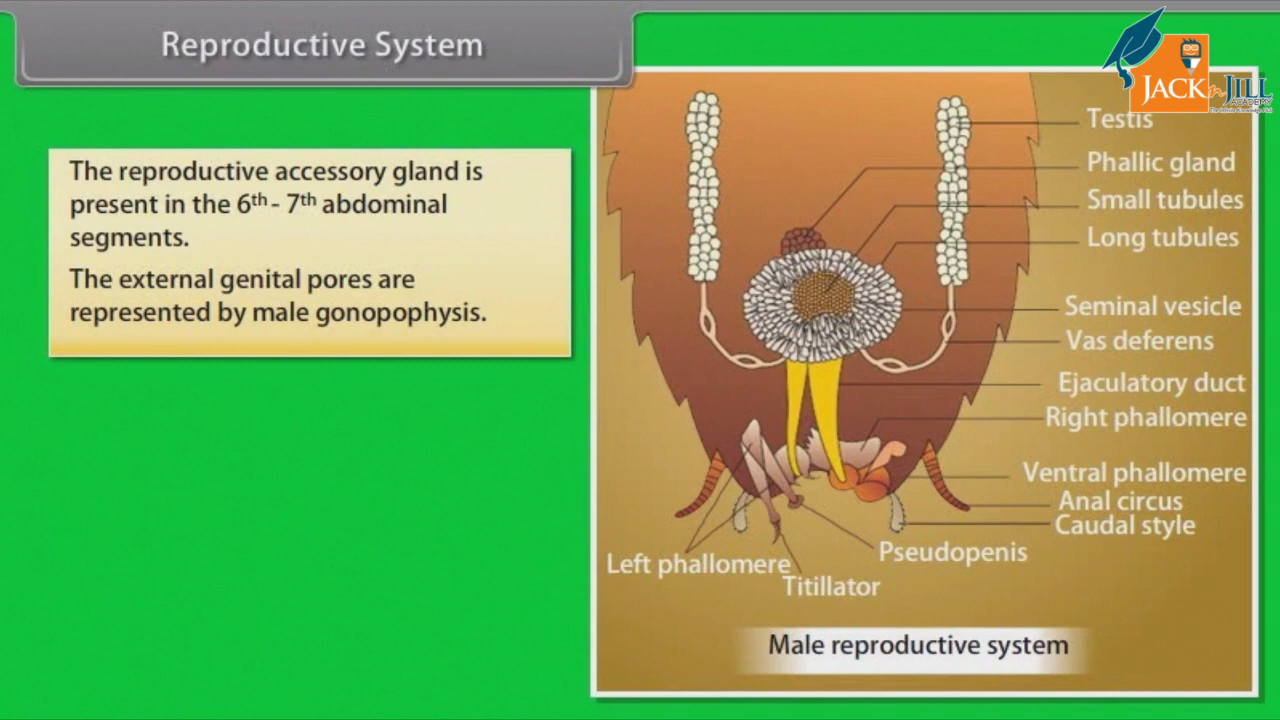 Reproductive System
JACK n JILL
ACADEMY
The reproductive accessory gland is
present in the 6th - 7th abdominal
segments.
The external genital pores are
represented by male gonopophysis.
Testis
Phallic gland
Small tubules
Long tubules
Seminal vesicle
Vas deferens
Ejaculatory duct
Right phallomere
Ventral phallomere
Anal circus
Caudal style
Pseudopenis
Left phallomere
Titillator
Male reproductive system